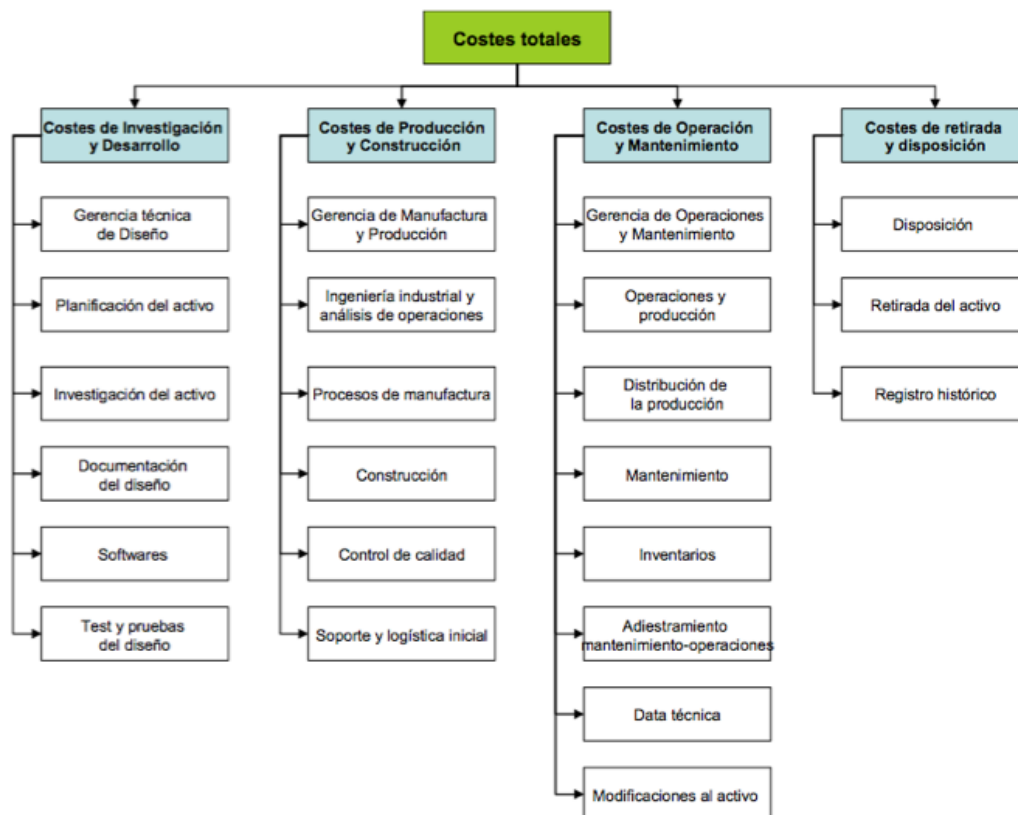 Costes totales
Costes de Investigación
y Desarrollo
Gerencia técnica
de Diseño
Planificación del activo
Investigación del activo
Documentación
del diseño
Softwares
Test y pruebas
del diseño
Costes de Producción
y Construcción
Gerencia de Manufactura
y Producción
Ingeniería industrial y
análisis de operaciones
Procesos de manufactura
Construcción
Control de calidad
Soporte y logística inicial
Costes de Operación
y Mantenimiento
Gerencia de Operaciones
y Mantenimiento
Operaciones y
producción
Distribución de
la producción
Mantenimiento
Inventarios
Adiestramiento
mantenimiento-operaciones
Data técnica
Modificaciones al activo
Costes de retirada
y disposición
Disposición
Retirada del activo
Registro histórico